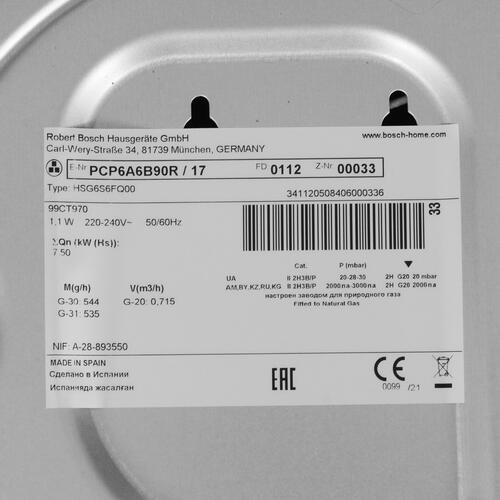 Robert Bosch Hausgeräte GmbH
Carl-Wery-Straße 34, 81739 München, GERMANY
www.bosch-home.com
E-Nr PCP6A6B90R / 17 FD 0112 Z-Nr 00033
Type: HSG6S6FQ00
341120508406000336
99CT970
1,1 W 220-240V~ 50/60Hz
33
Σ.Qn (kW (Hs)):
7.50
Cat. P (mbar)
UA II 2H3B/P 20-28-30 2H G20 20 mbar
AM,BY,KZ,RU,KG II 2H3B/P 2000па-3000па 2H G20 2000па
настроен заводом для природного газа
Fitted to Natural Gas
M(g/h) V(m3/h)
G-30: 544 G-20: 0,715
G-31: 535
NIF: A-28-893550
MADE IN SPAIN
Сделано в Испании
Испанияда жасалған
EAC
CE
0099 /21